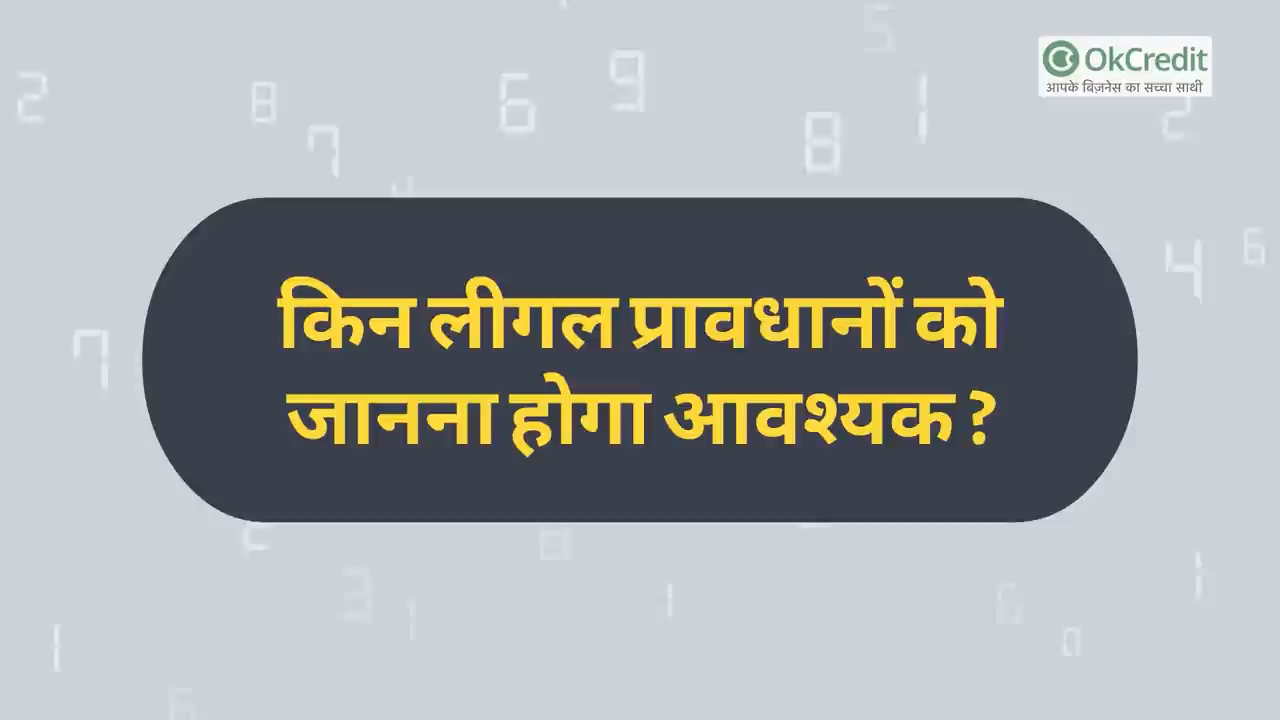 OkCredit
आपके बिज़नेस का सच्चा साथी
किन लीगल प्रावधानों को
जानना होगा आवश्यक ?